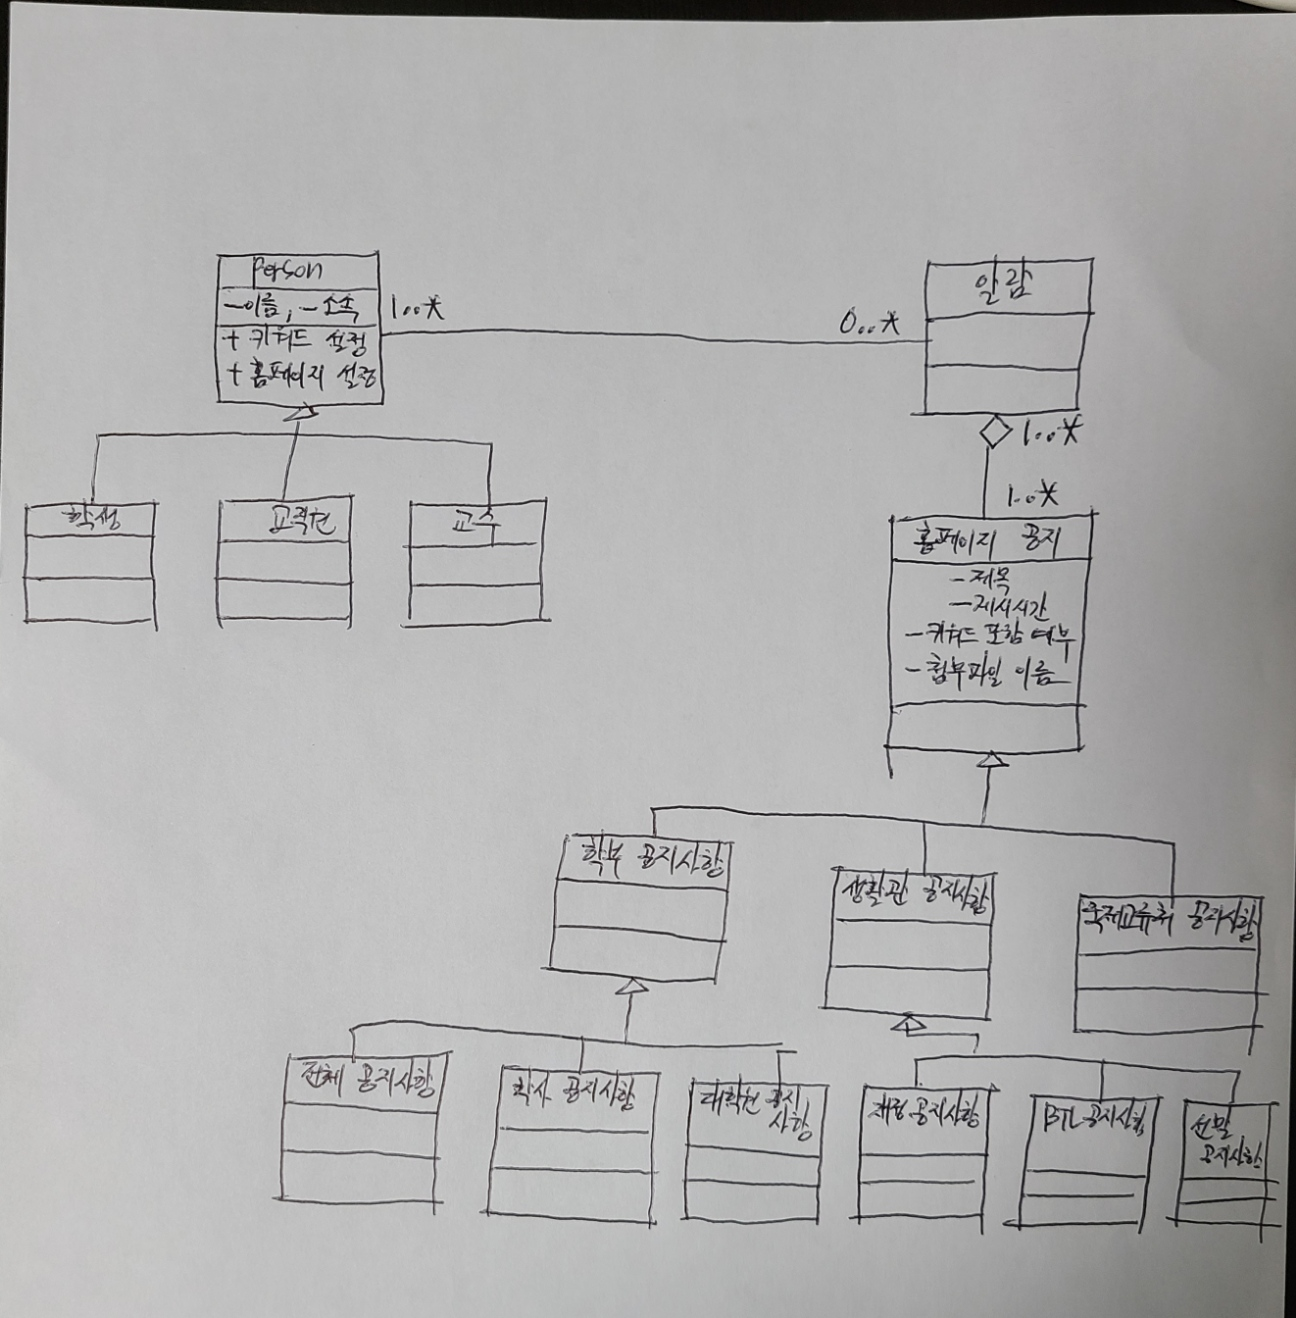 Person
-이름, -소속
+ 키워드 설정
+ 홈페이지 설정
1..*
0..*
알람
1..*
1..*
학생
교직원
교수
홈페이지 공지
-제목
-게시시간
-키워드 포함 여부
-첨부파일 이름
학부 공지사항
생활관 공지사항
국제교류처 공지사항
전체 공지사항
학사 공지사항
대학원 공지
사항
재정 공지사항
BTL 공지사항
선발
공지사항